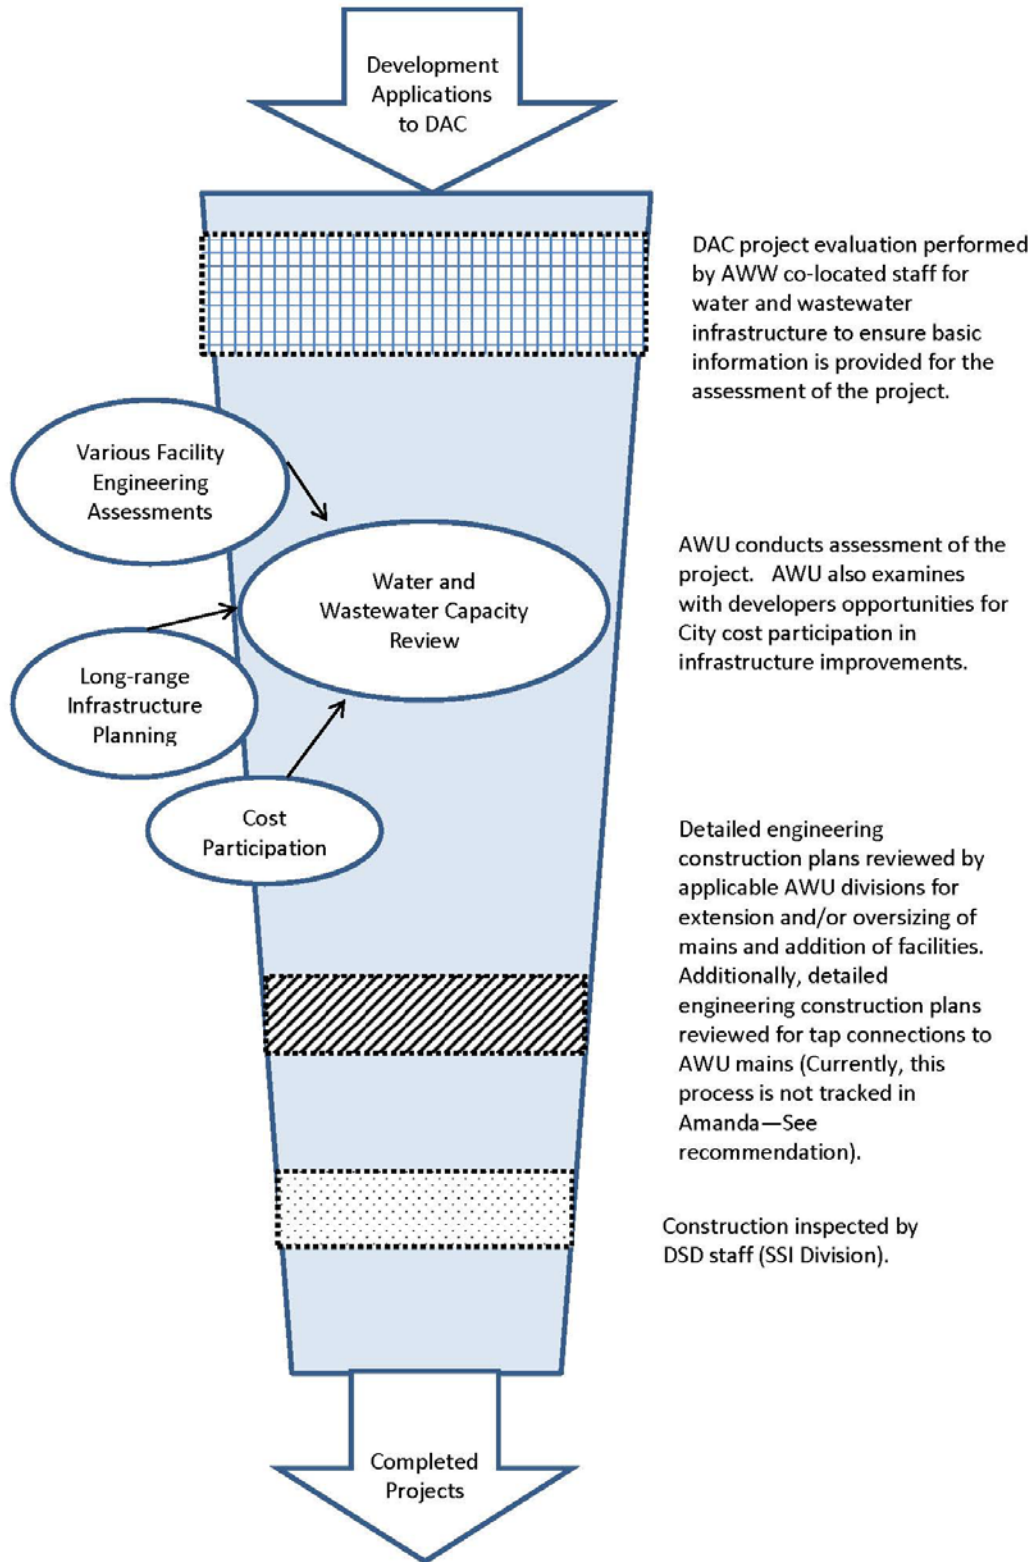 Development
Applications
to DAC
DAC project evaluation performed
by AWW co-located staff for
water and wastewater
infrastructure to ensure basic
information is provided for the
assessment of the project.
Various Facility
Engineering
Assessments
Water and
Wastewater Capacity
Review
AWU conducts assessment of the
project.   AWU also examines
with developers opportunities for
City cost participation in
infrastructure improvements.
Long-range
Infrastructure
Planning
Cost
Participation
Detailed engineering
construction plans reviewed by
applicable AWU divisions for
extension and/or oversizing of
mains and addition of facilities.
Additionally, detailed
engineering construction plans
reviewed for tap connections to
AWU mains (Currently, this
process is not tracked in
Amanda—See
recommendation).
Construction inspected by
DSD staff (SSI Division).
Completed
Projects